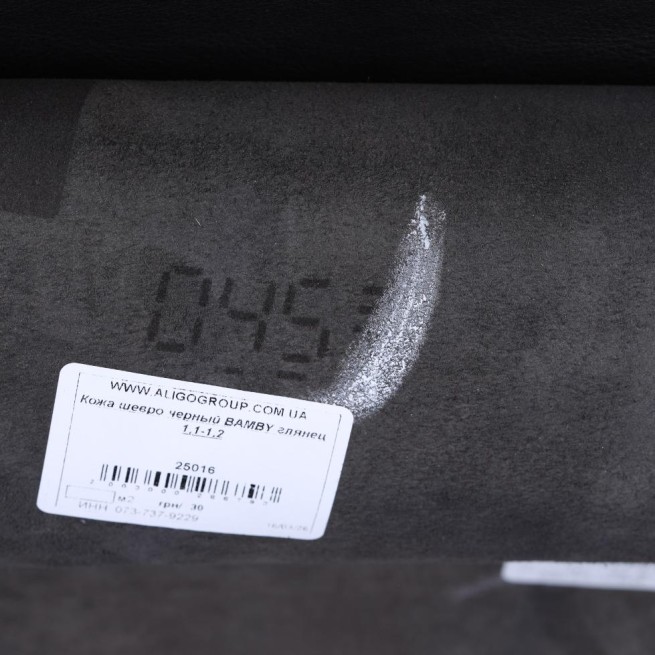 045
WWW.ALIGOGROUP.COM.UA
Кожа шевро черный BAMBY глянец
1,1-1,2
25016
м2 грн/ 30
ИНН 073-737-9229